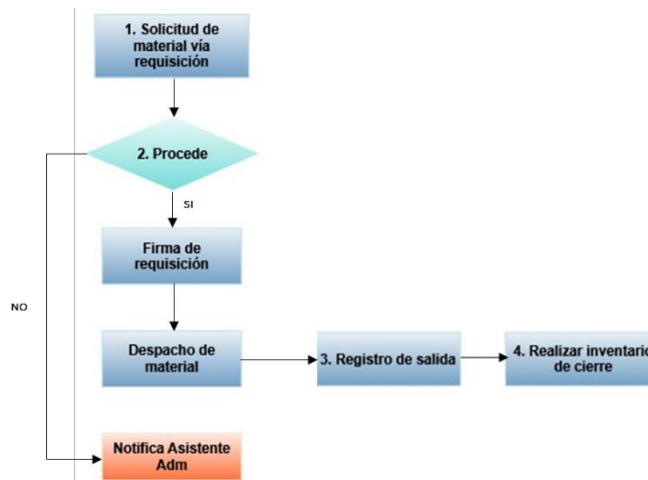 1. Solicitud de
material vía
requisición
2. Procede
SI
Firma de
requisición
NO
Despacho de
material
3. Registro de salida
4. Realizar inventario
de cierre
Notifica Asistente
Adm